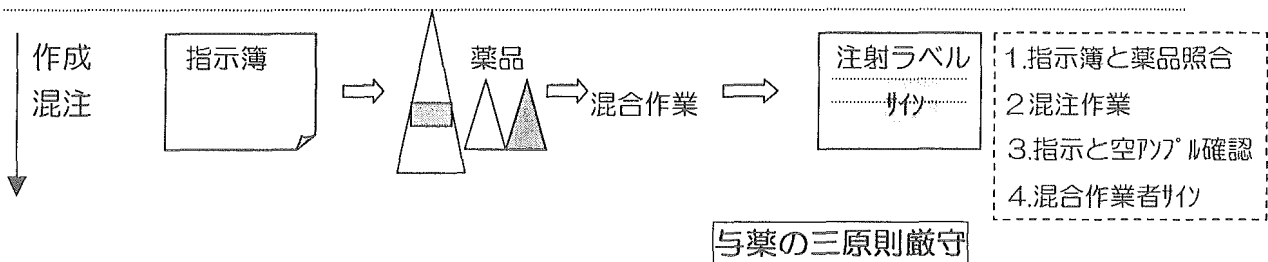 作成
混注
指示簿
薬品
混合作業
注射ラベル
ｻｲﾝ
1.指示簿と薬品照合
2混注作業
3.指示と空ｱﾝﾌﾟﾙ確認
4.混合作業者ｻｲﾝ
与薬の三原則厳守